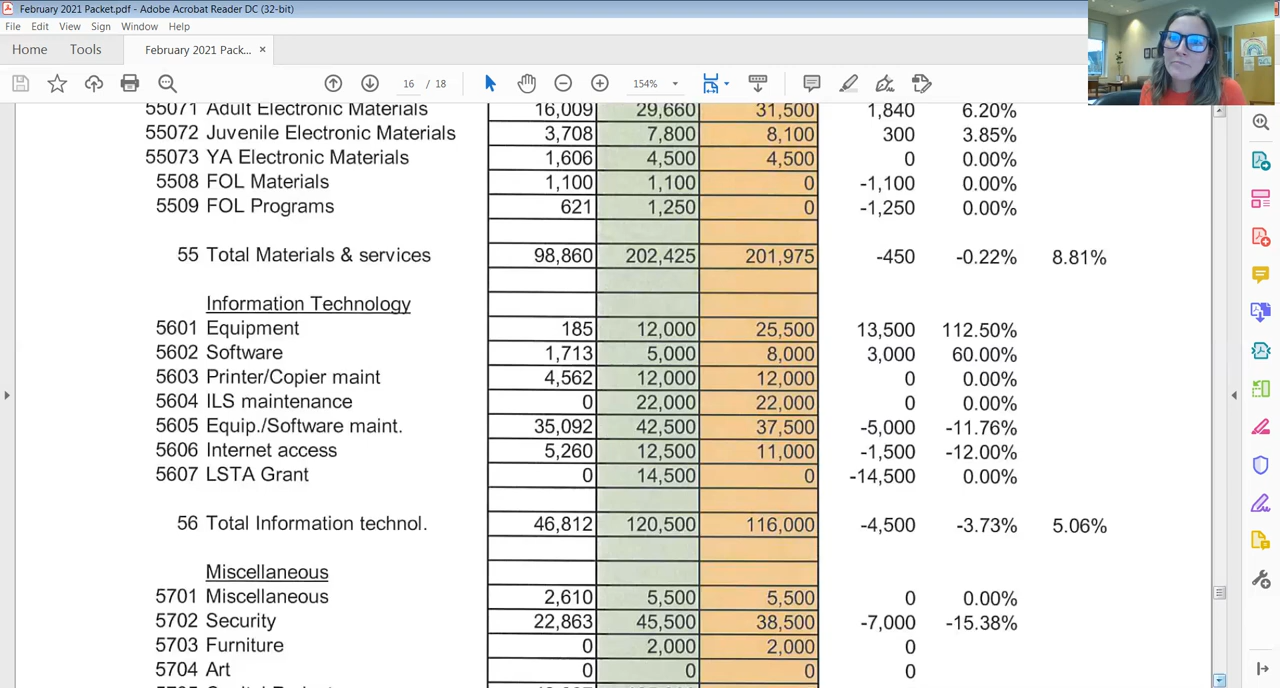 February 2021 Packet.pdf - Adobe Acrobat Reader DC (32-bit)
File Edit View Sign Window Help
Home Tools February 2021 Pack... ×
16 / 18 154%
55071 Adult Electronic Materials 16,009 29,660 31,500 1,840 6.20%
55072 Juvenile Electronic Materials 3,708 7,800 8,100 300 3.85%
55073 YA Electronic Materials 1,606 4,500 4,500 0 0.00%
5508 FOL Materials 1,100 1,100 0 -1,100 0.00%
5509 FOL Programs 621 1,250 0 -1,250 0.00%
55 Total Materials & services 98,860 202,425 201,975 -450 -0.22% 8.81%
Information Technology
5601 Equipment 185 12,000 25,500 13,500 112.50%
5602 Software 1,713 5,000 8,000 3,000 60.00%
5603 Printer/Copier maint 4,562 12,000 12,000 0 0.00%
5604 ILS maintenance 0 22,000 22,000 0 0.00%
5605 Equip./Software maint. 35,092 42,500 37,500 -5,000 -11.76%
5606 Internet access 5,260 12,500 11,000 -1,500 -12.00%
5607 LSTA Grant 0 14,500 0 -14,500 0.00%
56 Total Information technol. 46,812 120,500 116,000 -4,500 -3.73% 5.06%
Miscellaneous
5701 Miscellaneous 2,610 5,500 5,500 0 0.00%
5702 Security 22,863 45,500 38,500 -7,000 -15.38%
5703 Furniture 0 2,000 2,000 0
5704 Art 0 0 0 0